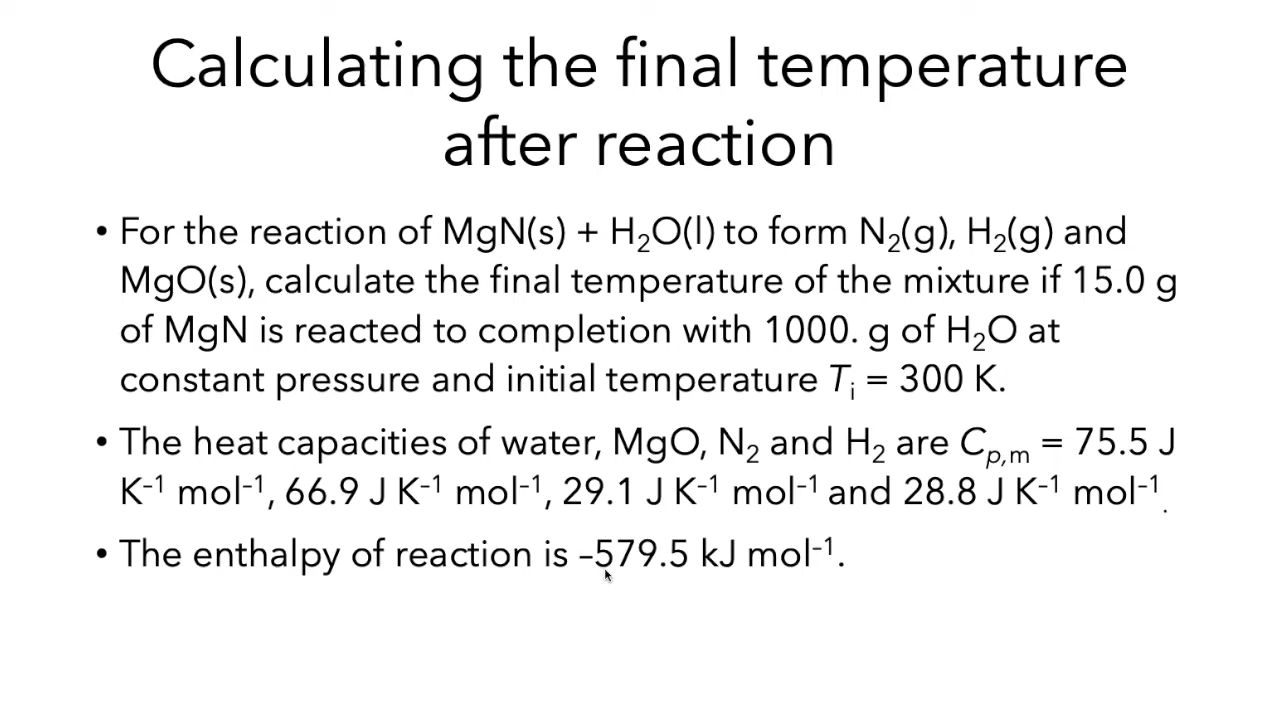 Calculating the final temperature
after reaction
• For the reaction of MgN(s) + H₂O(l) to form N₂(g), H₂(g) and
MgO(s), calculate the final temperature of the mixture if 15.0 g
of MgN is reacted to completion with 1000. g of H₂O at
constant pressure and initial temperature Tᵢ = 300 K.
• The heat capacities of water, MgO, N₂ and H₂ are Cₚ,ₘ = 75.5 J
K⁻¹ mol⁻¹, 66.9 J K⁻¹ mol⁻¹, 29.1 J K⁻¹ mol⁻¹ and 28.8 J K⁻¹ mol⁻¹.
• The enthalpy of reaction is –579.5 kJ mol⁻¹.